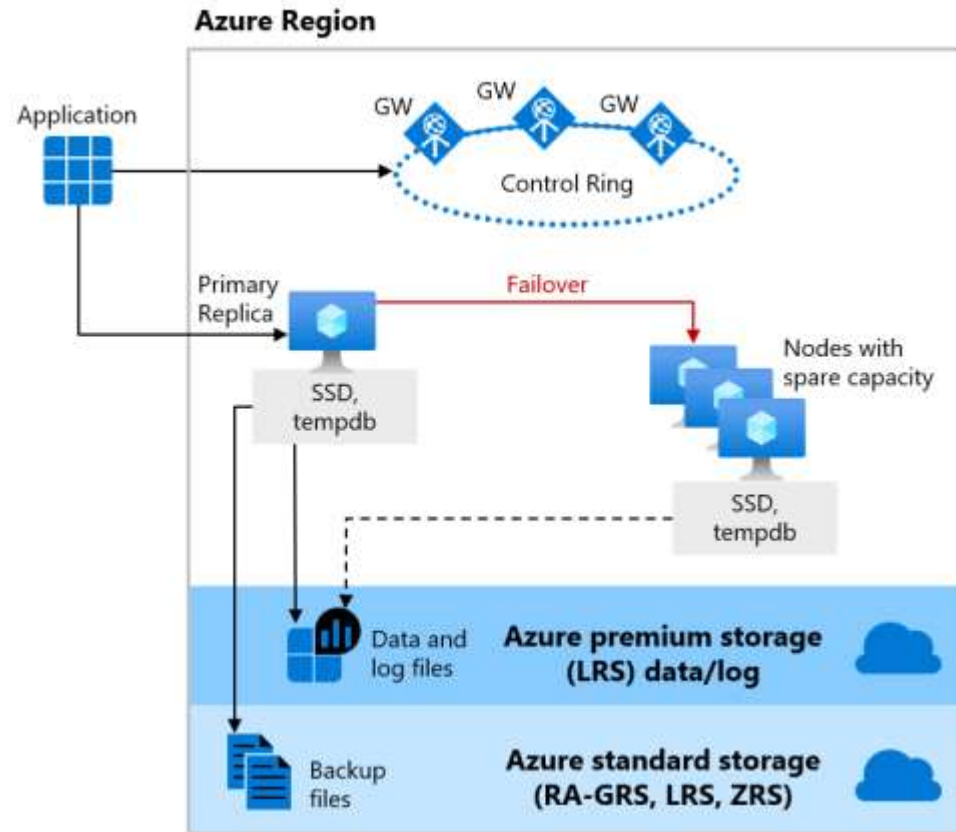 Azure Region
Application
GW
GW
GW
Control Ring
Primary
Replica
Failover
Nodes with
spare capacity
SSD,
tempdb
SSD,
tempdb
Data and
log files
Azure premium storage
(LRS) data/log
Backup
files
Azure standard storage
(RA-GRS, LRS, ZRS)